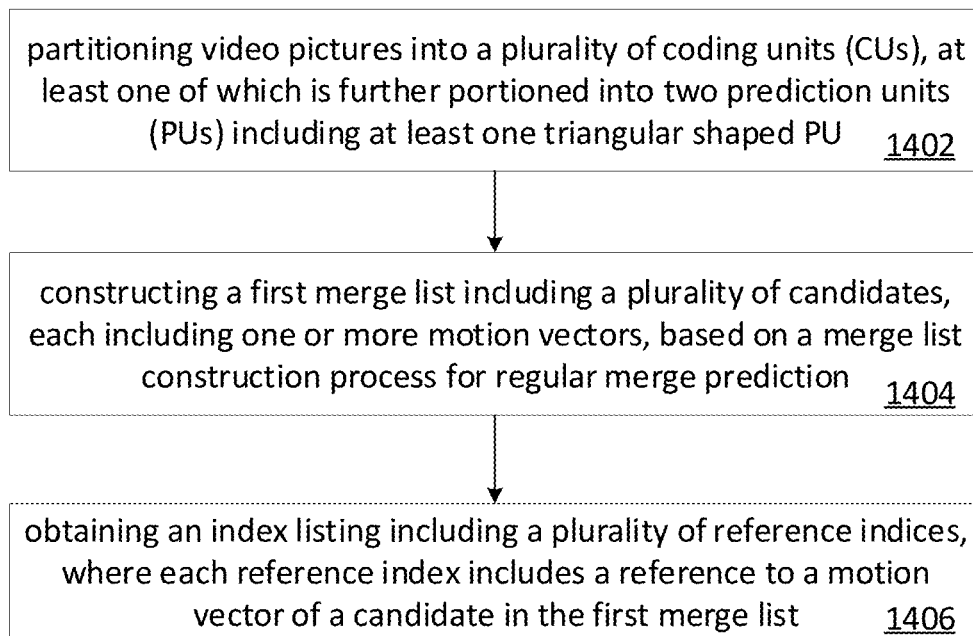 partitioning video pictures into a plurality of coding units (CUs), at
least one of which is further portioned into two prediction units
(PUs) including at least one triangular shaped PU 1402
constructing a first merge list including a plurality of candidates,
each including one or more motion vectors, based on a merge list
construction process for regular merge prediction 1404
obtaining an index listing including a plurality of reference indices,
where each reference index includes a reference to a motion
vector of a candidate in the first merge list 1406